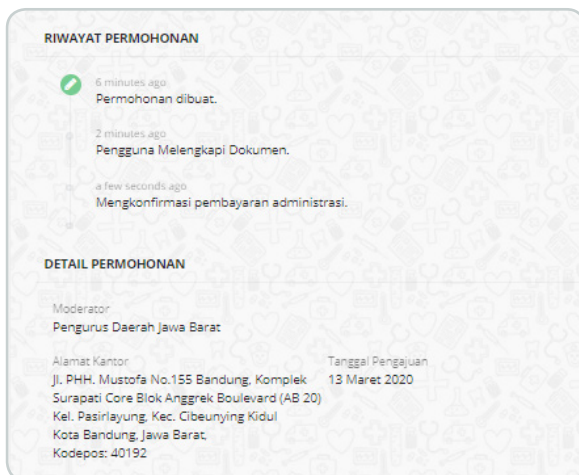 RIWAYAT PERMOHONAN
6 minutes ago
Permohonan dibuat.
2 minutes ago
Pengguna Melengkapi Dokumen.
a few seconds ago
Mengkonfirmasi pembayaran administrasi.
DETAIL PERMOHONAN
Moderator
Pengurus Daerah Jawa Barat
Alamat Kantor
Jl. PHH. Mustofa No.155 Bandung, Komplek
Surapati Core Blok Anggrek Boulevard (AB 20)
Kel. Pasirlayung, Kec. Cibeunying Kidul
Kota Bandung, Jawa Barat,
Kodepos: 40192
Tanggal Pengajuan
13 Maret 2020